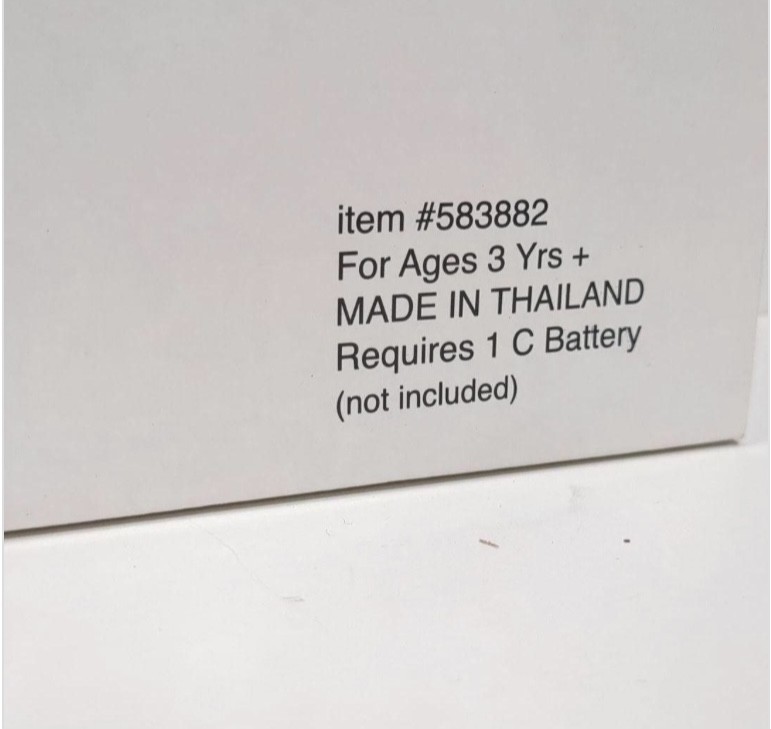 item #583882
For Ages 3 Yrs +
MADE IN THAILAND
Requires 1 C Battery
(not included)